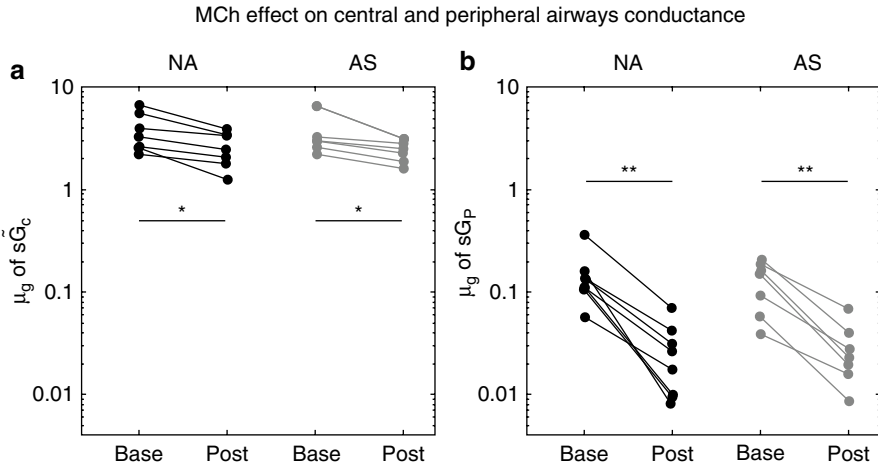 MCh effect on central and peripheral airways conductance
a
NA
AS
10
1
0.1
0.01
μg of sG̃c
*
*
Base
Post
Base
Post
b
NA
AS
10
1
0.1
0.01
μg of sGP
**
**
Base
Post
Base
Post